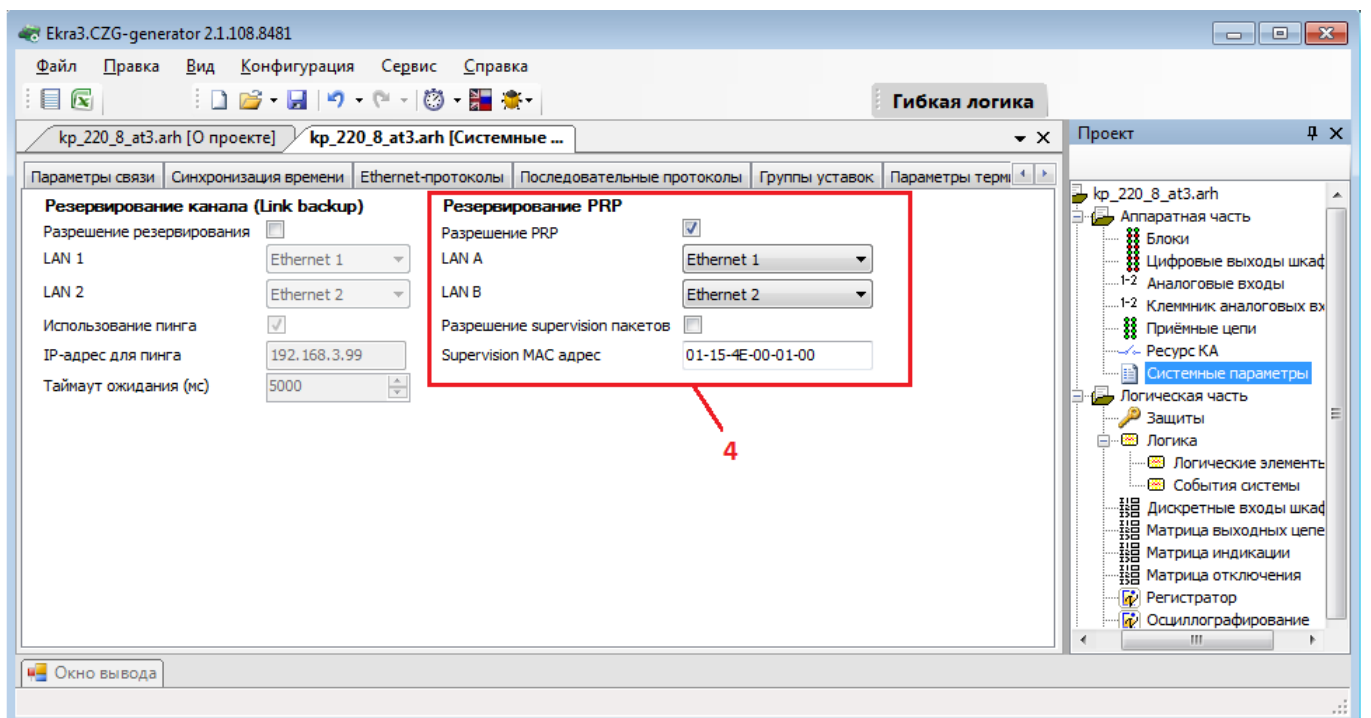 Ekra3.CZG-generator 2.1.108.8481
Файл Правка Вид Конфигурация Сервис Справка
Гибкая логика
kp_220_8_at3.arh [О проекте] kp_220_8_at3.arh [Системные ...
Параметры связи Синхронизация времени Ethernet-протоколы Последовательные протоколы Группы уставок Параметры терми
Резервирование канала (Link backup)
Разрешение резервирования
LAN 1 Ethernet 1
LAN 2 Ethernet 2
Использование пинга
IP-адрес для пинга 192.168.3.99
Таймаут ожидания (мс) 5000
Резервирование PRP
Разрешение PRP
LAN A Ethernet 1
LAN B Ethernet 2
Разрешение supervision пакетов
Supervision MAC адрес 01-15-4E-00-01-00
4
Проект
kp_220_8_at3.arh
Аппаратная часть
Блоки
Цифровые выходы шкаф
1-2 Аналоговые входы
1-2 Клеммник аналоговых вх
Приёмные цепи
Ресурс КА
Системные параметры
Логическая часть
Защиты
Логика
Логические элементь
События системы
Дискретные входы шкаф
Матрица выходных цепе
Матрица индикации
Матрица отключения
Регистратор
Осциллографирование
Окно вывода